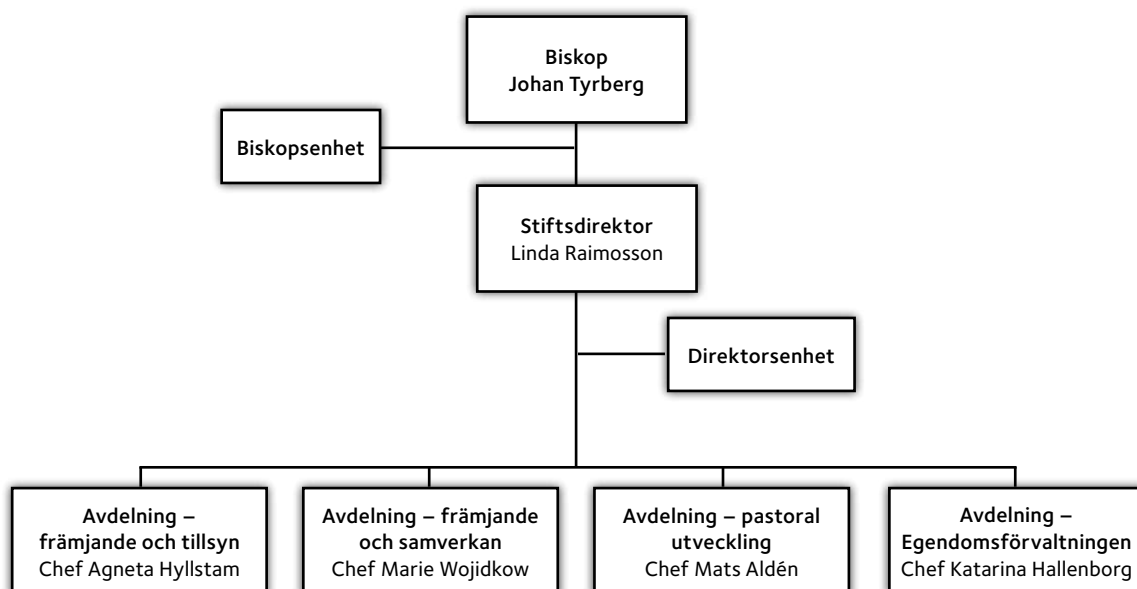 Biskop
Johan Tyrberg
Biskopsenhet
Stiftsdirektor
Linda Raimosson
Direktorsenhet
Avdelning –
främjande och tillsyn
Chef Agneta Hyllstam
Avdelning – främjande
och samverkan
Chef Marie Wojidkow
Avdelning – pastoral
utveckling
Chef Mats Aldén
Avdelning –
Egendomsförvaltningen
Chef Katarina Hallenborg